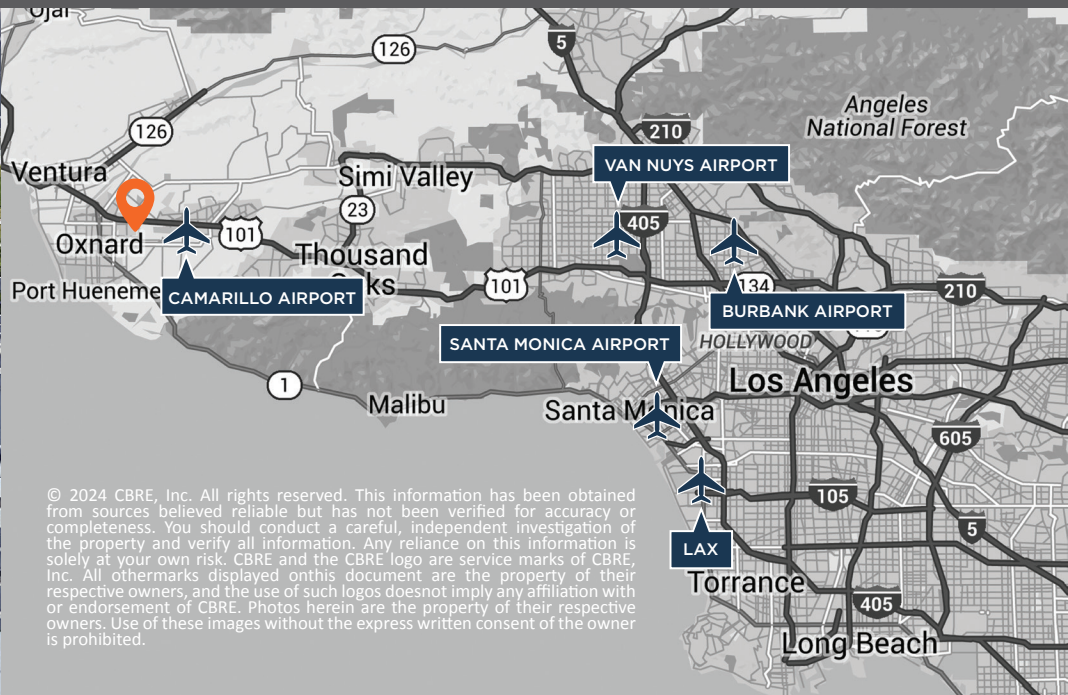 Ojai
126
5
Angeles
National Forest
210
126
VAN NUYS AIRPORT
Ventura
Simi Valley
23
405
Oxnard
101
Thousand
ks
101
134
210
Port Hueneme
CAMARILLO AIRPORT
BURBANK AIRPORT
SANTA MONICA AIRPORT
HOLLYWOOD
Los Angeles
1
Malibu
Santa Monica
605
105
5
LAX
Torrance
405
Long Beach
© 2024 CBRE, Inc. All rights reserved. This information has been obtained
from sources believed reliable but has not been verified for accuracy or
completeness. You should conduct a careful, independent investigation of
the property and verify all information. Any reliance on this information is
solely at your own risk. CBRE and the CBRE logo are service marks of CBRE,
Inc. All othermarks displayed onthis document are the property of their
respective owners, and the use of such logos doesnot imply any affiliation with
or endorsement of CBRE. Photos herein are the property of their respective
owners. Use of these images without the express written consent of the owner
is prohibited.